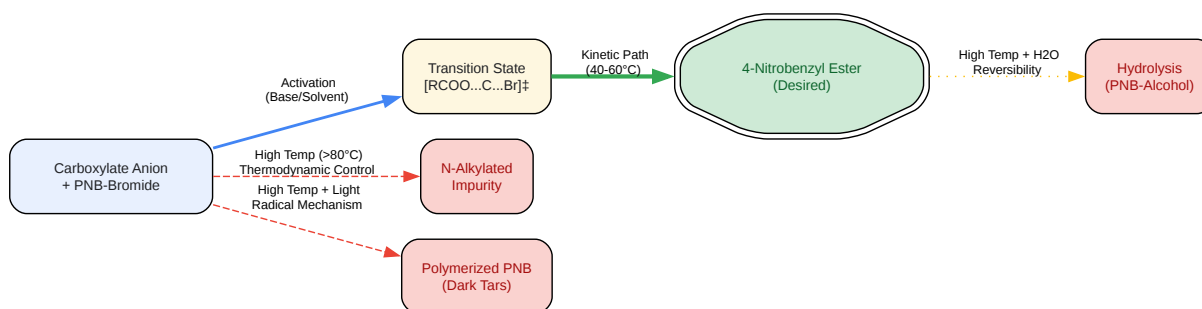 Carboxylate Anion
+ PNB-Bromide
Activation
(Base/Solvent)
Transition State
[RCOO...C...Br]‡
Kinetic Path
(40-60°C)
4-Nitrobenzyl Ester
(Desired)
High Temp + H2O
Reversibility
Hydrolysis
(PNB-Alcohol)
High Temp (>80°C)
Thermodynamic Control
N-Alkylated
Impurity
High Temp + Light
Radical Mechanism
Polymerized PNB
(Dark Tars)